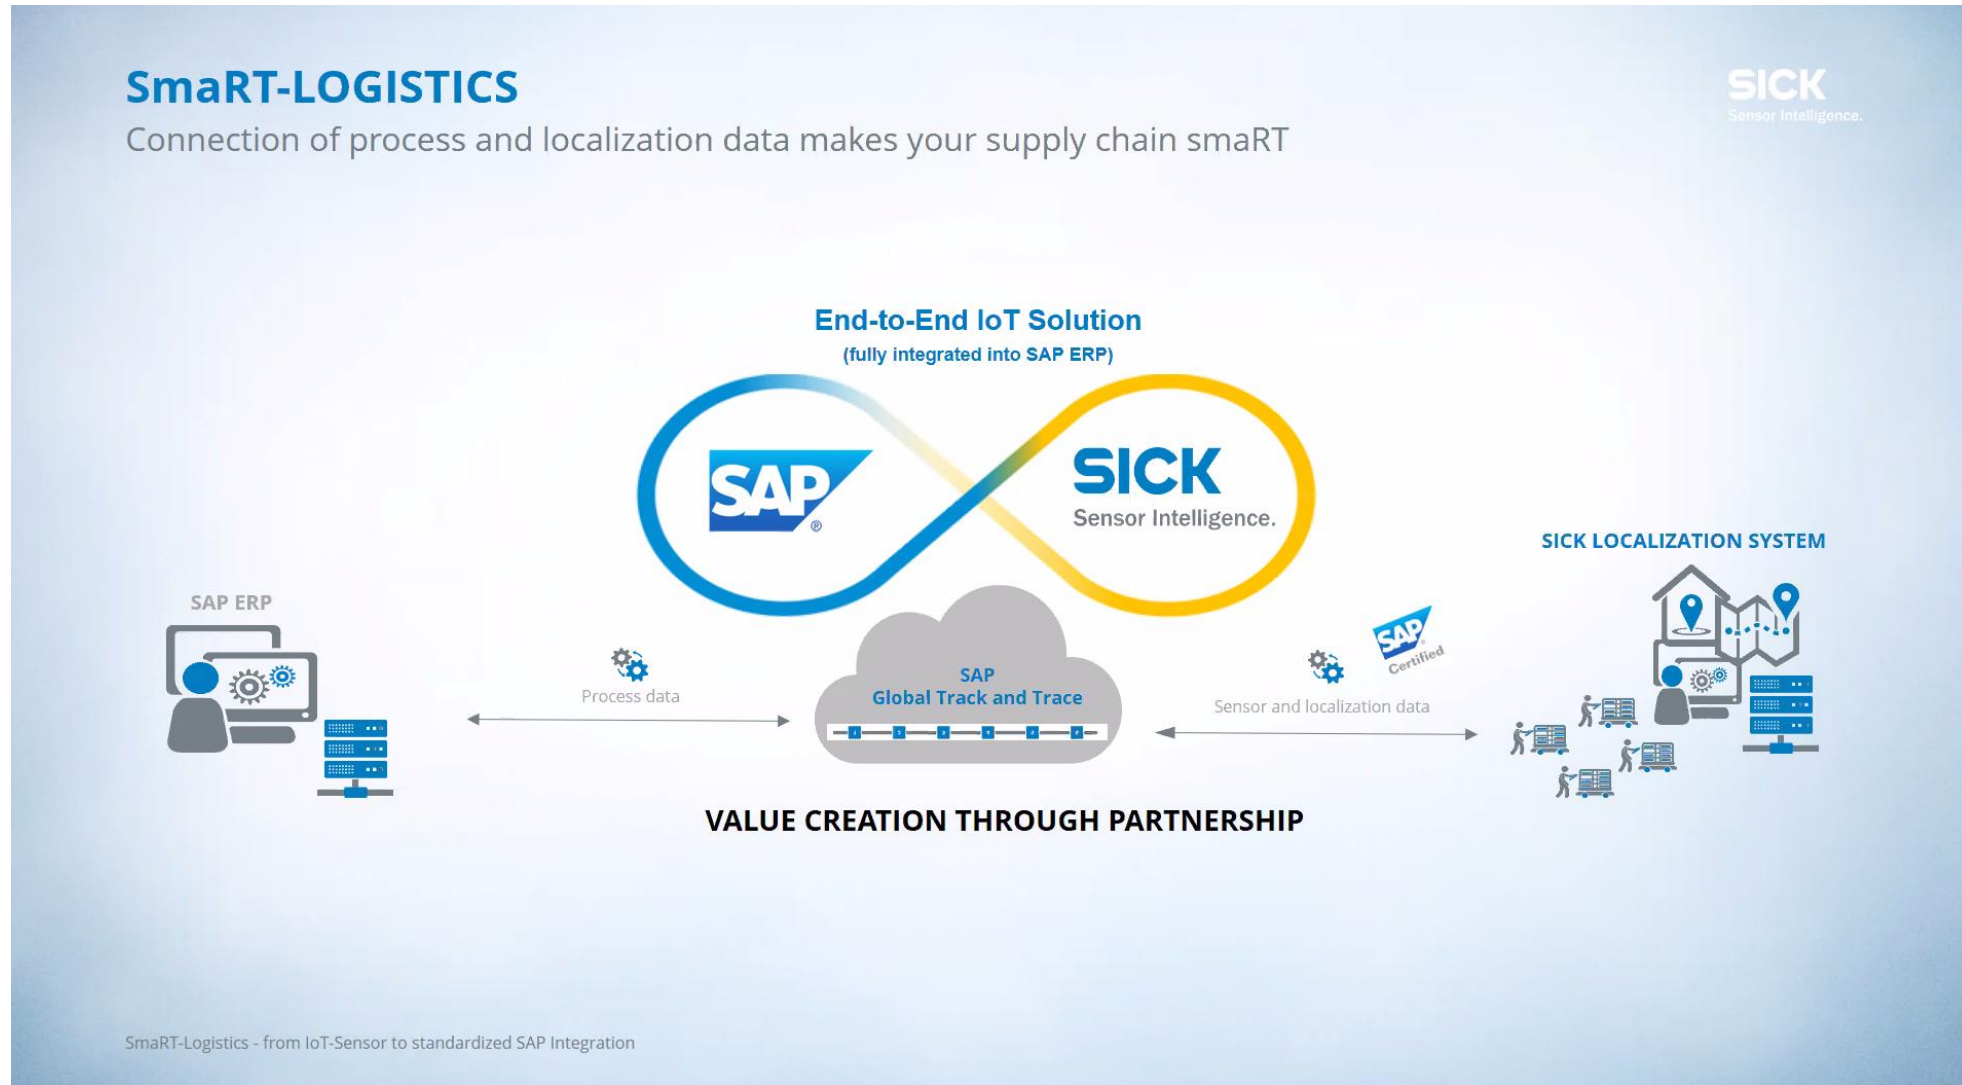 SmaRT-LOGISTICS
Connection of process and localization data makes your supply chain smaRT
SICK
Sensor Intelligence.
End-to-End IoT Solution
(fully integrated into SAP ERP)
SAP
®
SICK
Sensor Intelligence.
SICK LOCALIZATION SYSTEM
SAP ERP
Process data
SAP
Global Track and Trace
SAP
Certified
Sensor and localization data
VALUE CREATION THROUGH PARTNERSHIP
SmaRT-Logistics - from IoT-Sensor to standardized SAP Integration